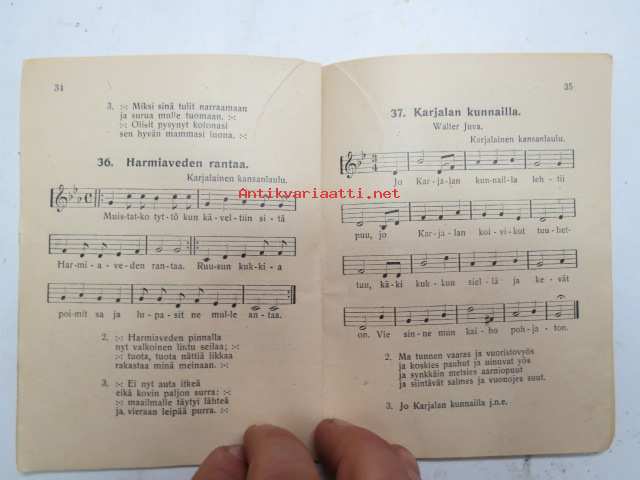 34
3. :-: Miksi sinä tulit narraamaan
ja surua mulle tuomaan. :-:
:-: Olisit pysynyt kotonasi
sen hyvän mammasi luona. :-:
36. Harmiaveden rantaa.
Karjalainen kansanlaulu.
Muis-tat-ko tyt-tö kun kä-vel-tiin si-tä
Har-mi-a-ve-den ran-taa. Ruu-sun kuk-ki-a
poi-mit sa ja lu-pa-sit ne mul-le an-taa.
2. :-: Harmiaveden pinnalla
nyt valkoinen lintu seilaa; :-:
:-: tuota, tuota nättiä likkaa
rakastaa minä meinaan. :-:
3. :-: Ei nyt auta itkeä
eikä kovin paljon surra: :-:
:-: maailmalle täytyi lähteä
ja vieraan leipää purra. :-:
35
37. Karjalan kunnailla.
Walter Juva.
Karjalainen kansanlaulu.
Jo Kar-ja-lan kun-nail-la leh-tii
puu, jo Kar-ja-lan koi-vi-kot tuu-het-
tuu, kä-ki kuk-kuu siel-lä ja ke-vät
on. Vie sin-ne mun kai-ho poh-ja-ton.
2. Ma tunnen vaaras ja vuoristovyös
ja koskies pauhut ja ninuvat yös
ja synkkäin metsies aarniopuut
ja siintävät salmes ja vuonojes suut.
3. Jo Karjalan kunnailla j.n.e.
Antikvariaatti.net